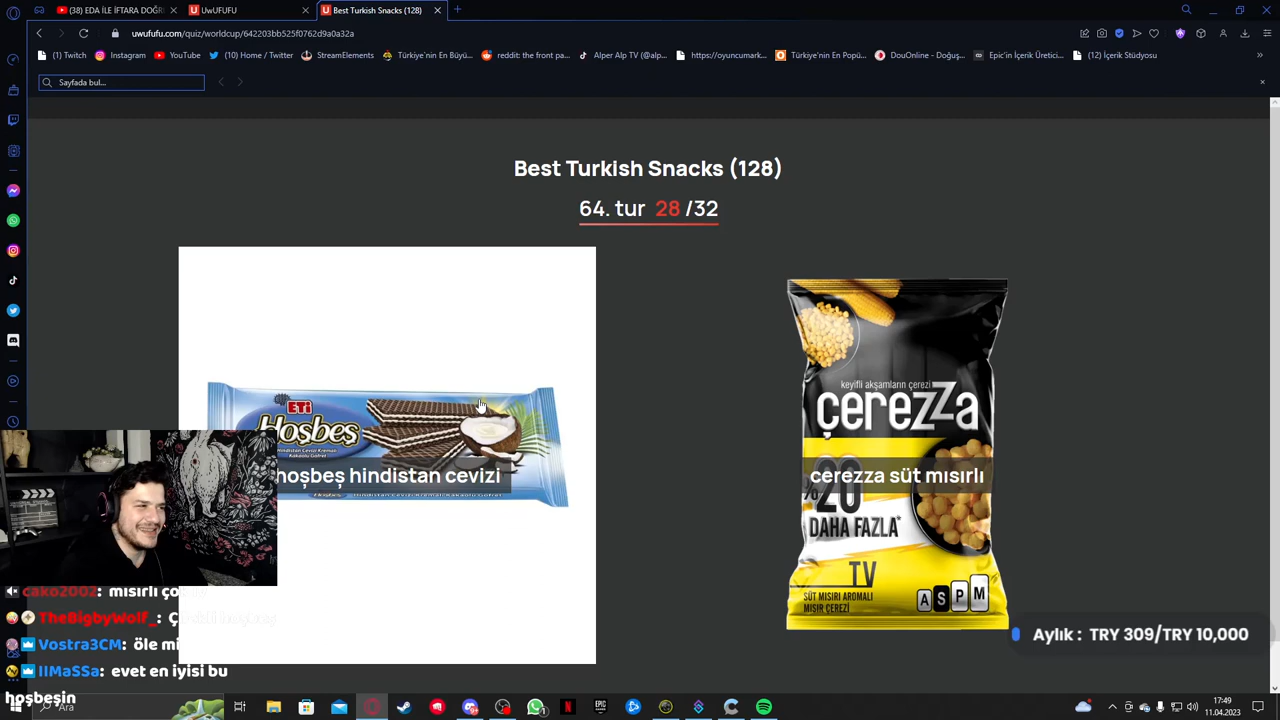 (38) EDA İLE İFTARA DOĞR
UwUFUFU
Best Turkish Snacks (128)
uwufufu.com/quiz/worldcup/642203bb525f0762d9a0a32a
(1) Twitch
Instagram
YouTube
(12) Home / Twitter
StreamElements
Türkiye'nin En Büyü...
reddit: the front pa...
Alper Alp TV (@alp...
https://oyuncumark...
Türkiye'nin En Popü...
DouOnline - Doğuş...
Epic'in İçerik Üretici...
(12) İçerik Stüdyosu
Sayfada bul...
Best Turkish Snacks (128)
64. tur 28 /32
ETİ
Hoşbeş
hoşbeş hindistan cevizi
keyifli akşamların çerezi
çerezza
cerezza süt mısırlı
%20
DAHA FAZLA*
TV
SÜT MISIRI AROMALI
MISIR ÇEREZİ
A S P M
Aylık : TRY 309/TRY 10,000
cako2002: mısırlı ço
TheBigbyWolf_:
Vostra3CM: öle mi
IIMaSSa: evet en iyisi bu
hoşbeşin
Ara
17:49
11.04.2023